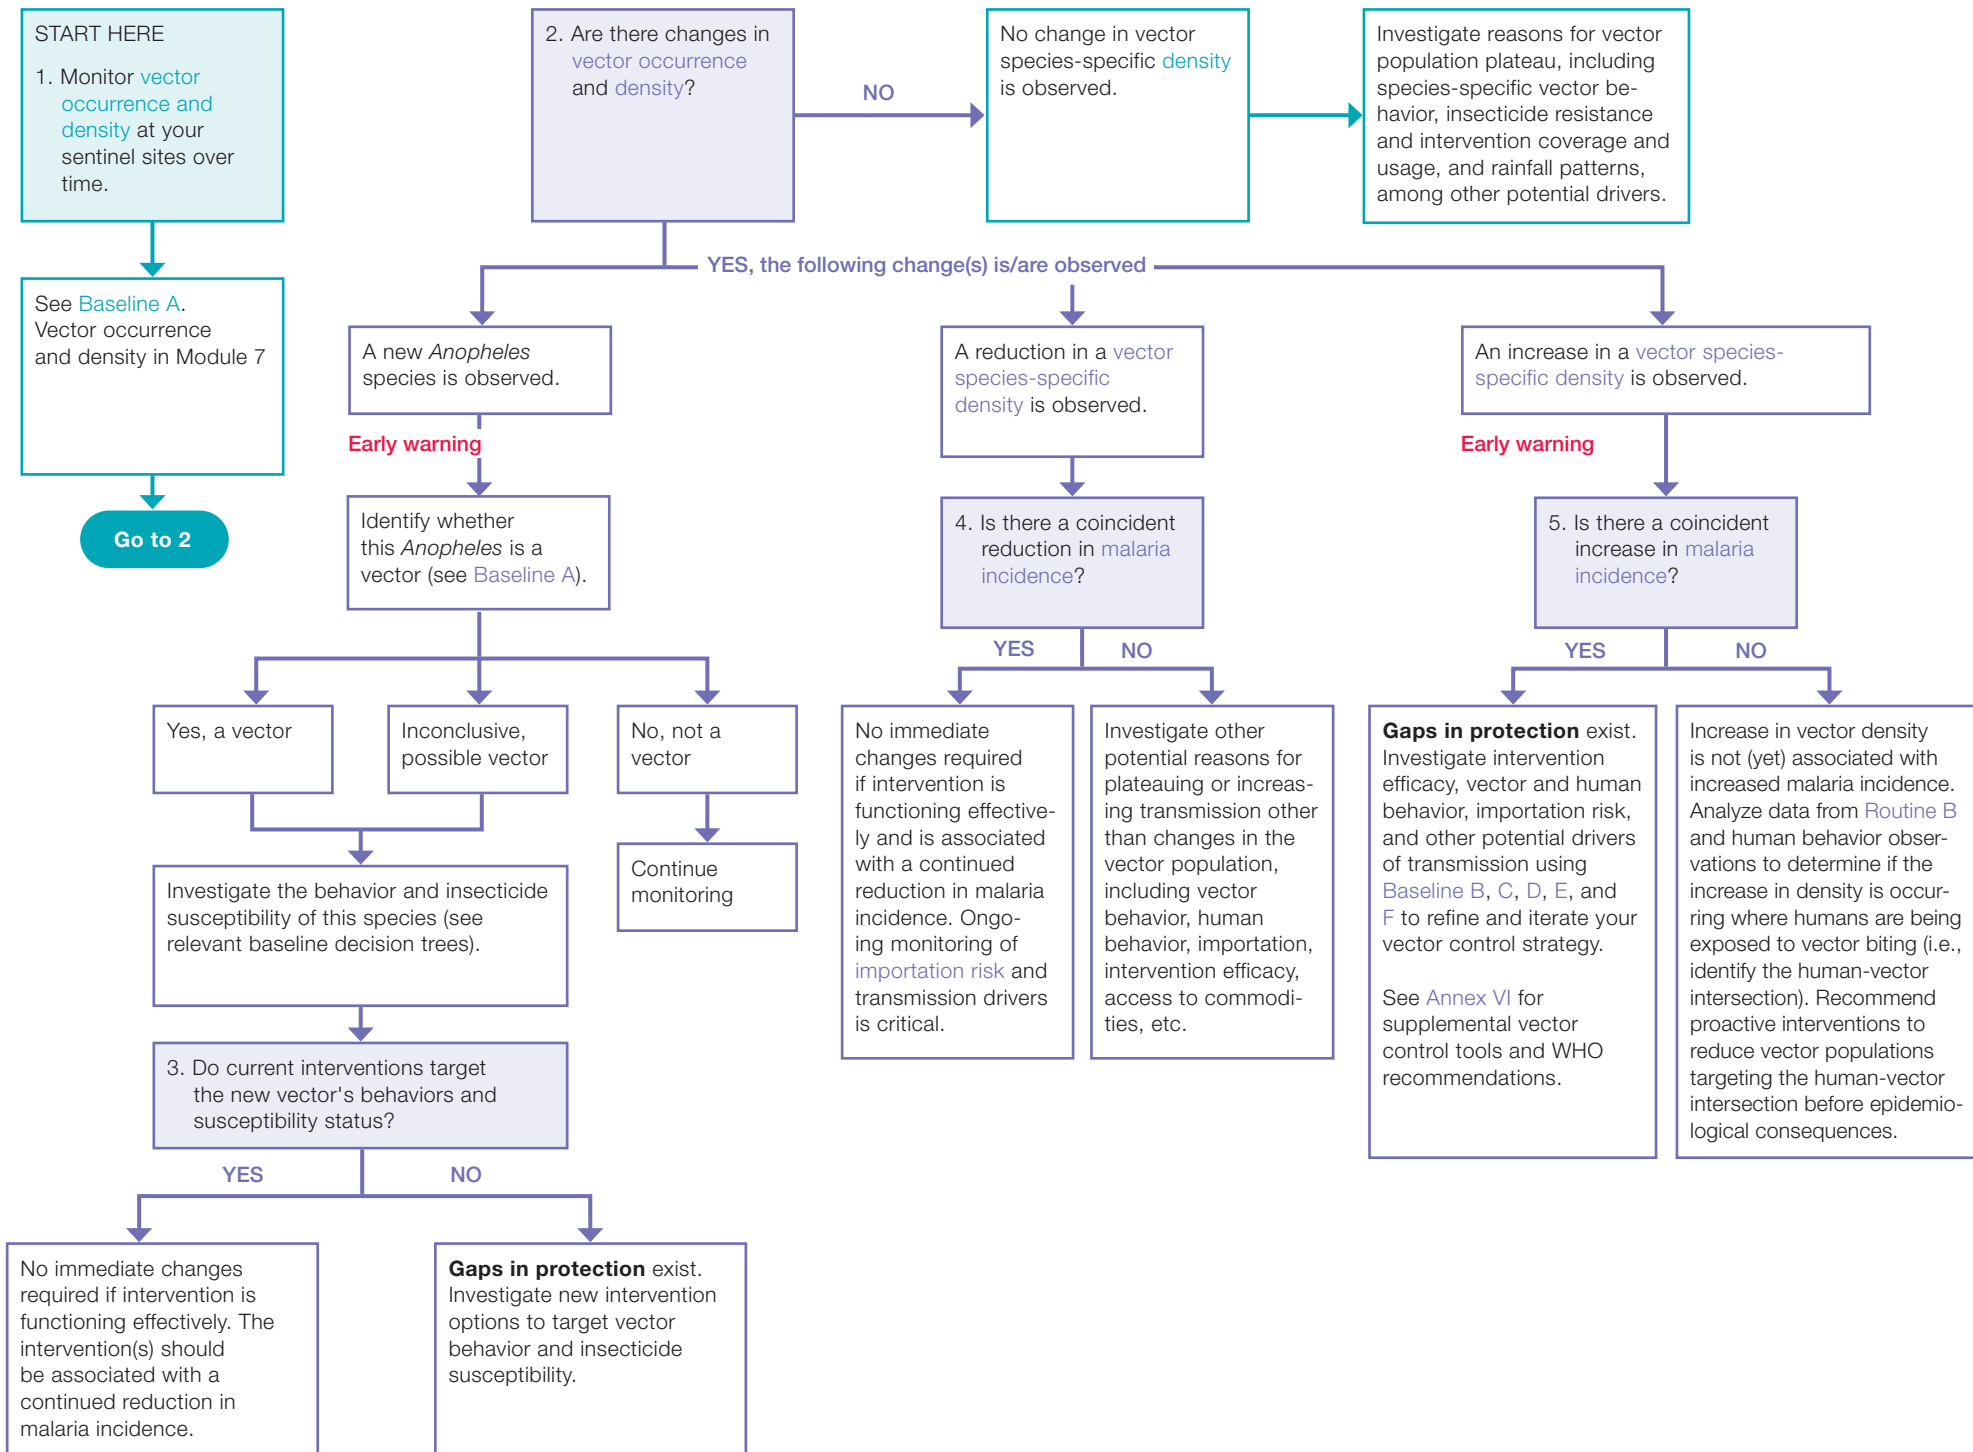 START HERE
1. Monitor vector
occurrence and
density at your
sentinel sites over
time.
See Baseline A.
Vector occurrence
and density in Module 7
Go to 2
2. Are there changes in
vector occurrence
and density?
NO
No change in vector
species-specific density
is observed.
Investigate reasons for vector
population plateau, including
species-specific vector be-
havior, insecticide resistance
and intervention coverage and
usage, and rainfall patterns,
among other potential drivers.
YES, the following change(s) is/are observed
A new Anopheles
species is observed.
Early warning
Identify whether
this Anopheles is a
vector (see Baseline A).
Yes, a vector
Inconclusive,
possible vector
No, not a
vector
Continue
monitoring
Investigate the behavior and insecticide
susceptibility of this species (see
relevant baseline decision trees).
3. Do current interventions target
the new vector's behaviors and
susceptibility status?
YES
NO
No immediate changes
required if intervention is
functioning effectively. The
intervention(s) should
be associated with a
continued reduction in
malaria incidence.
Gaps in protection exist.
Investigate new intervention
options to target vector
behavior and insecticide
susceptibility.
A reduction in a vector
species-specific
density is observed.
4. Is there a coincident
reduction in malaria
incidence?
YES
NO
No immediate
changes required
if intervention is
functioning effective-
ly and is associated
with a continued
reduction in malaria
incidence. Ongo-
ing monitoring of
importation risk and
transmission drivers
is critical.
Investigate other
potential reasons for
plateauing or increas-
ing transmission other
than changes in the
vector population,
including vector
behavior, human
behavior, importation,
intervention efficacy,
access to commodi-
ties, etc.
An increase in a vector species-
specific density is observed.
Early warning
5. Is there a coincident
increase in malaria
incidence?
YES
NO
Gaps in protection exist.
Investigate intervention
efficacy, vector and human
behavior, importation risk,
and other potential drivers
of transmission using
Baseline B, C, D, E, and
F to refine and iterate your
vector control strategy.
See Annex VI for
supplemental vector
control tools and WHO
recommendations.
Increase in vector density
is not (yet) associated with
increased malaria incidence.
Analyze data from Routine B
and human behavior obser-
vations to determine if the
increase in density is occur-
ring where humans are being
exposed to vector biting (i.e.,
identify the human-vector
intersection). Recommend
proactive interventions to
reduce vector populations
targeting the human-vector
intersection before epidemio-
logical consequences.